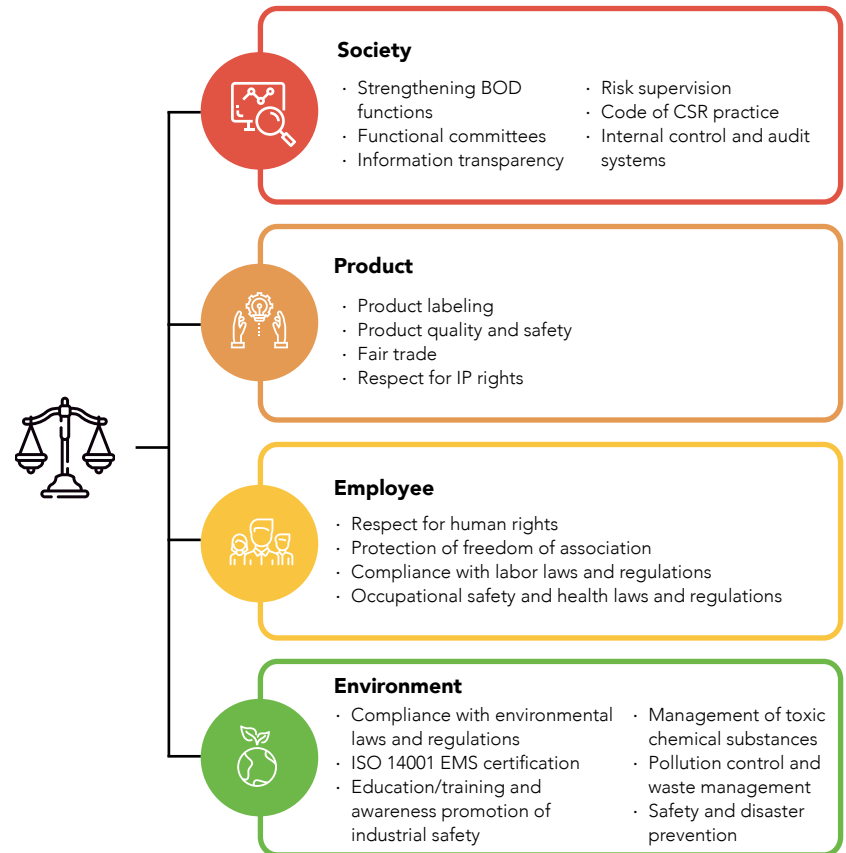 Society
· Strengthening BOD
functions
· Functional committees
· Information transparency
· Risk supervision
· Code of CSR practice
· Internal control and audit
systems
Product
· Product labeling
· Product quality and safety
· Fair trade
· Respect for IP rights
Employee
· Respect for human rights
· Protection of freedom of association
· Compliance with labor laws and regulations
· Occupational safety and health laws and regulations
Environment
· Compliance with environmental
laws and regulations
· ISO 14001 EMS certification
· Education/training and
awareness promotion of
industrial safety
· Management of toxic
chemical substances
· Pollution control and
waste management
· Safety and disaster
prevention